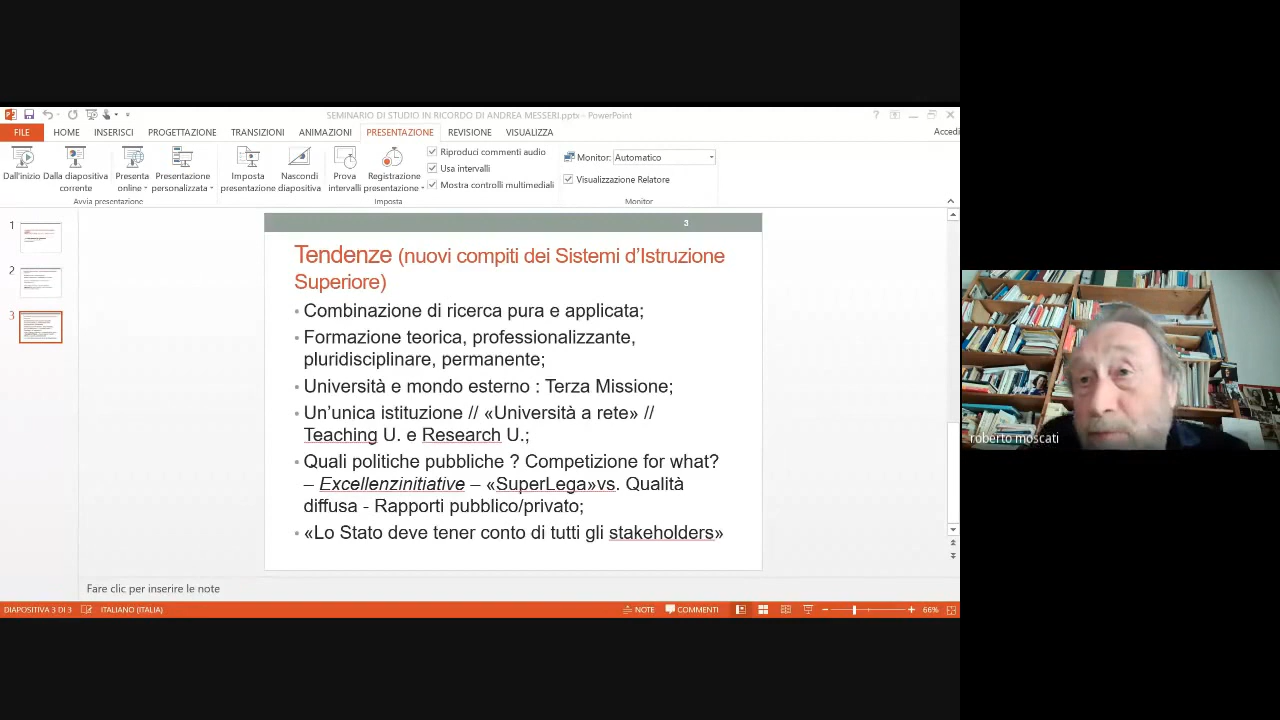 SEMINARIO DI STUDIO IN RICORDO DI ANDREA MESSERI.pptx - PowerPoint
FILE HOME INSERISCI PROGETTAZIONE TRANSIZIONI ANIMAZIONI PRESENTAZIONE REVISIONE VISUALIZZA Accedi
Dall'inizio
Dalla diapositiva corrente
Presenta online
Presentazione personalizzata
Avvia presentazione
Imposta presentazione
Nascondi diapositiva
Prova intervalli
Registrazione presentazione
Riproduci commenti audio
Usa intervalli
Mostra controlli multimediali
Imposta
Monitor: Automatico
Visualizzazione Relatore
Monitor
1
2
3
3
Tendenze (nuovi compiti dei Sistemi d'Istruzione
Superiore)
• Combinazione di ricerca pura e applicata;
• Formazione teorica, professionalizzante,
pluridisciplinare, permanente;
• Università e mondo esterno : Terza Missione;
• Un'unica istituzione // «Università a rete» //
Teaching U. e Research U.;
• Quali politiche pubbliche ? Competizione for what?
– Excellenzinitiative – «SuperLega»vs. Qualità
diffusa - Rapporti pubblico/privato;
• «Lo Stato deve tener conto di tutti gli stakeholders»
roberto moscati
Fare clic per inserire le note
DIAPOSITIVA 3 DI 3 ITALIANO (ITALIA) NOTE COMMENTI 66%